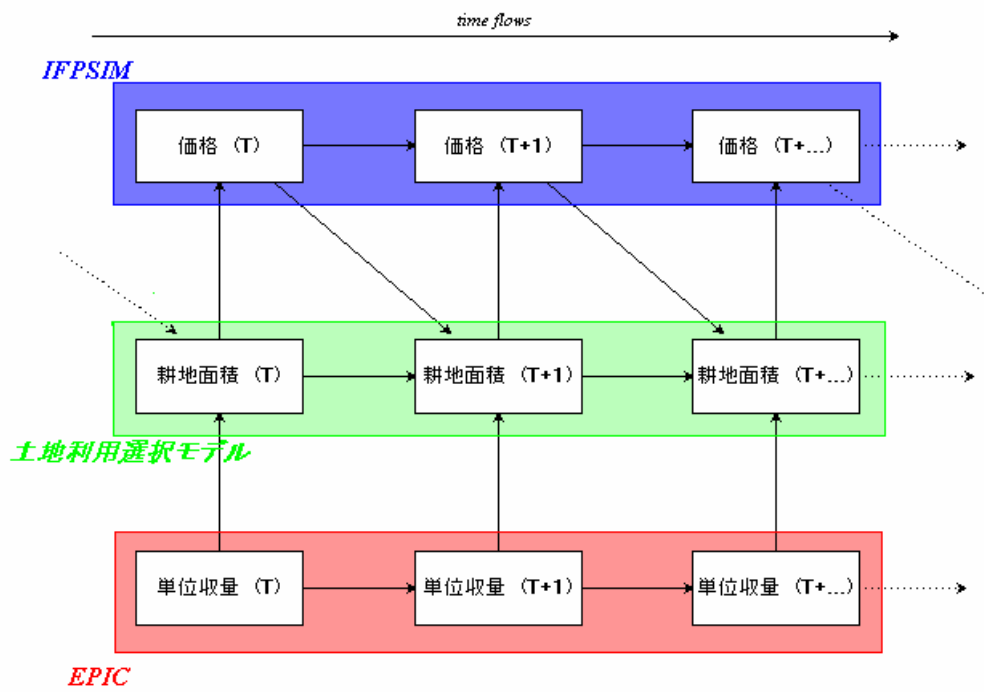 time flows
IFPSIM
価格 (T)
価格 (T+1)
価格 (T+...)
耕地面積 (T)
耕地面積 (T+1)
耕地面積 (T+...)
土地利用選択モデル
単位収量 (T)
単位収量 (T+1)
単位収量 (T+...)
EPIC